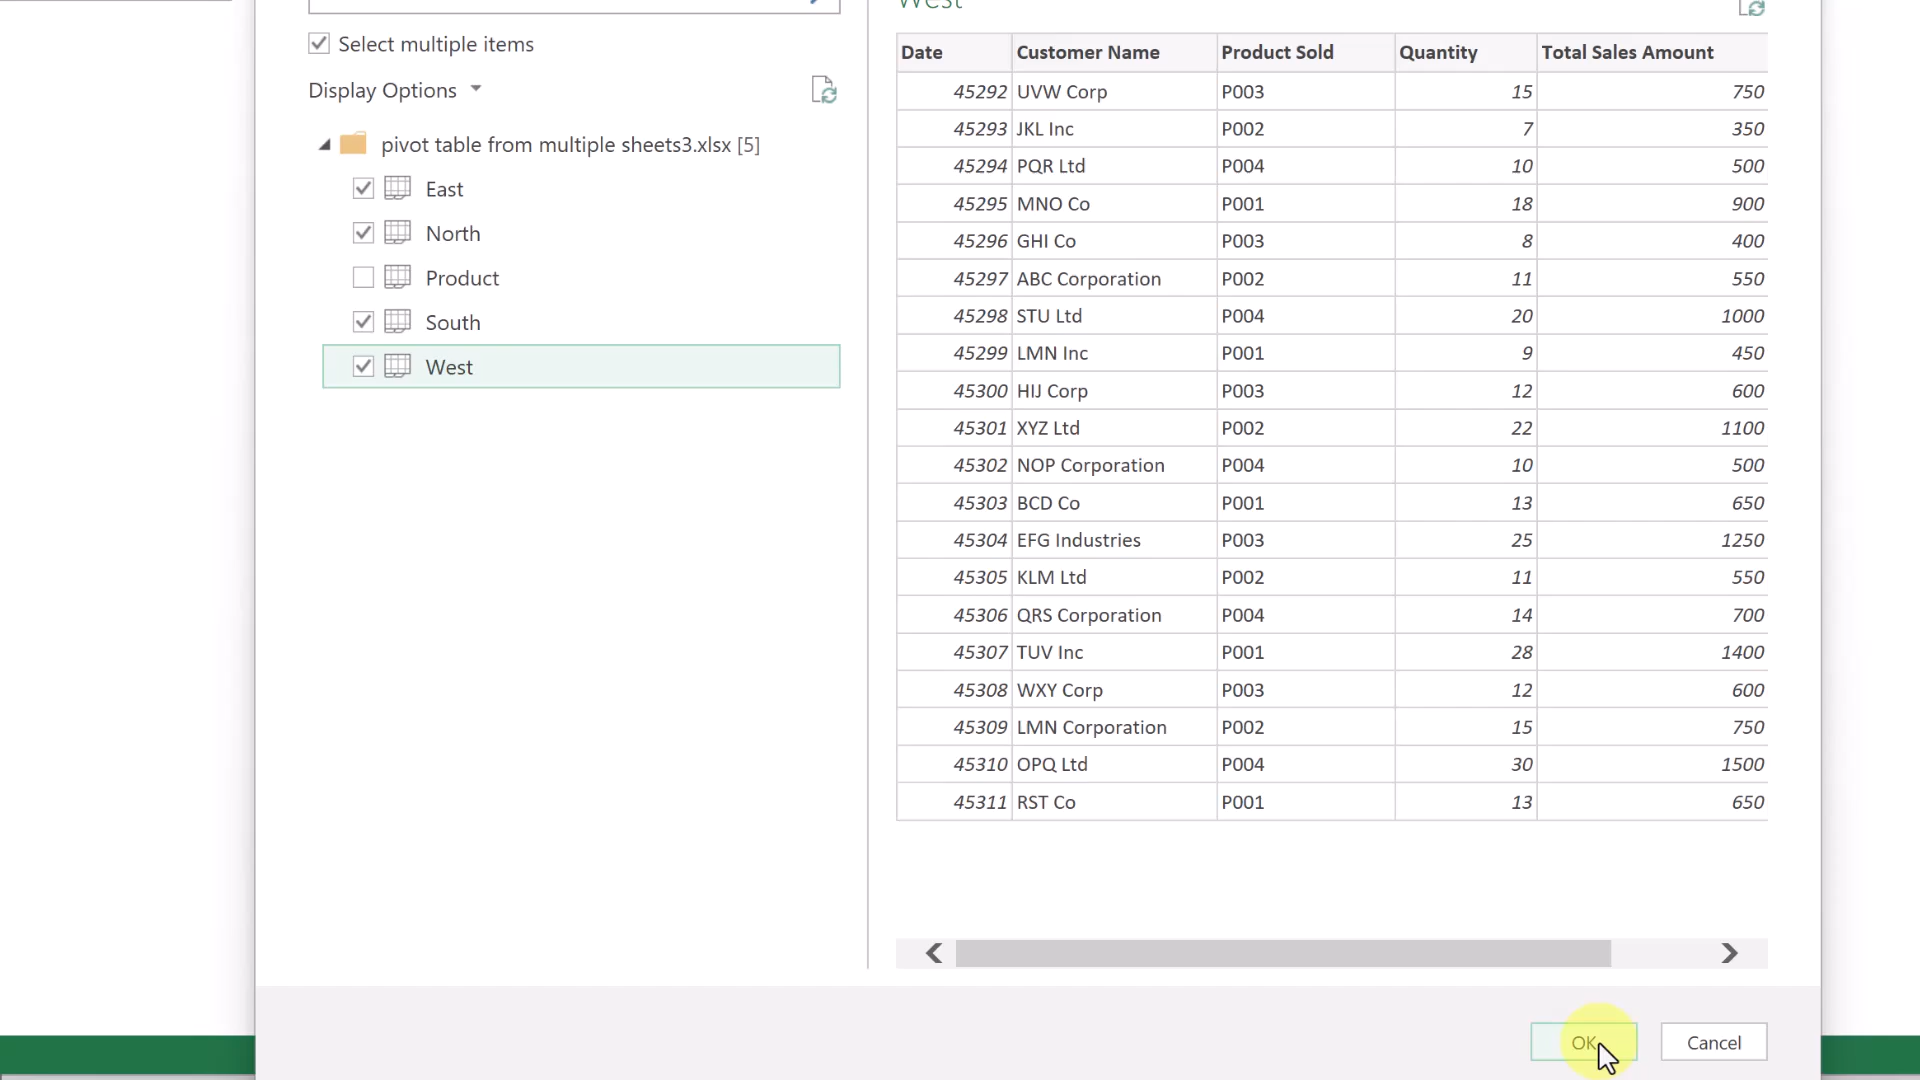 West
Select multiple items
Display Options
pivot table from multiple sheets3.xlsx [5]
East
North
Product
South
West
Date Customer Name Product Sold Quantity Total Sales Amount
45292 UVW Corp P003 15 750
45293 JKL Inc P002 7 350
45294 PQR Ltd P004 10 500
45295 MNO Co P001 18 900
45296 GHI Co P003 8 400
45297 ABC Corporation P002 11 550
45298 STU Ltd P004 20 1000
45299 LMN Inc P001 9 450
45300 HIJ Corp P003 12 600
45301 XYZ Ltd P002 22 1100
45302 NOP Corporation P004 10 500
45303 BCD Co P001 13 650
45304 EFG Industries P003 25 1250
45305 KLM Ltd P002 11 550
45306 QRS Corporation P004 14 700
45307 TUV Inc P001 28 1400
45308 WXY Corp P003 12 600
45309 LMN Corporation P002 15 750
45310 OPQ Ltd P004 30 1500
45311 RST Co P001 13 650
OK Cancel